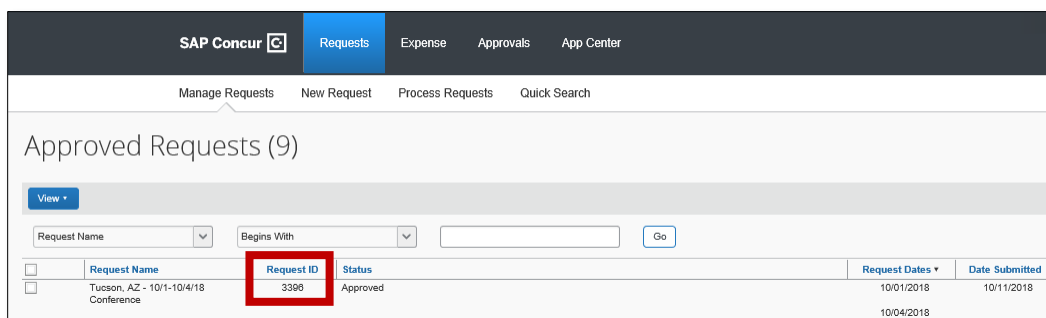 SAP Concur C Requests Expense Approvals App Center
Manage Requests New Request Process Requests Quick Search
Approved Requests (9)
View
Request Name Begins With Go
Request Name Request ID Status Request Dates Date Submitted
Tucson, AZ - 10/1-10/4/18 3396 Approved 10/01/2018 10/11/2018
Conference
10/04/2018